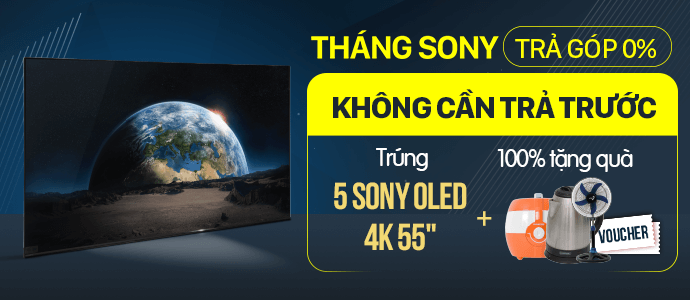 THÁNG SONY
TRẢ GÓP 0%
KHÔNG CẦN TRẢ TRƯỚC
Trúng
5 SONY OLED
4K 55"
+
100% tặng quà
VOUCHER